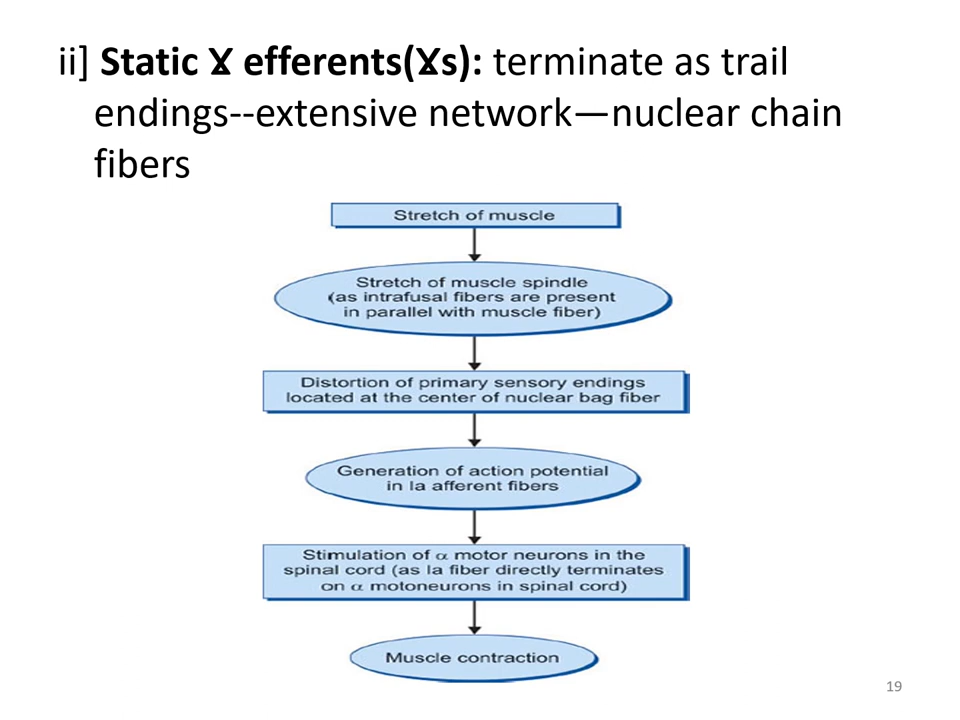 ii] Static Ɣ efferents(Ɣs): terminate as trail
endings--extensive network—nuclear chain
fibers
Stretch of muscle
Stretch of muscle spindle
(as intrafusal fibers are present
in parallel with muscle fiber)
Distortion of primary sensory endings
located at the center of nuclear bag fiber
Generation of action potential
in Ia afferent fibers
Stimulation of α motor neurons in the
spinal cord (as Ia fiber directly terminates
on α motoneurons in spinal cord)
Muscle contraction
19